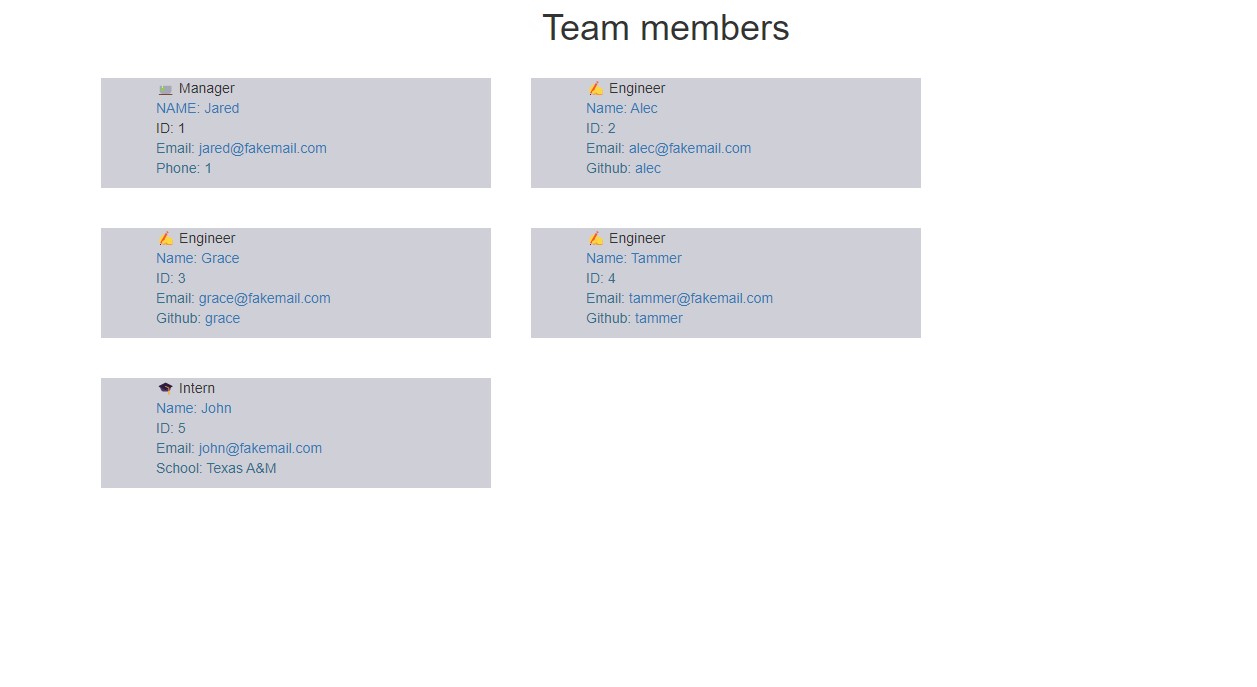 Team members
Manager
NAME: Jared
ID: 1
Email: jared@fakemail.com
Phone: 1
Engineer
Name: Alec
ID: 2
Email: alec@fakemail.com
Github: alec
Engineer
Name: Grace
ID: 3
Email: grace@fakemail.com
Github: grace
Engineer
Name: Tammer
ID: 4
Email: tammer@fakemail.com
Github: tammer
Intern
Name: John
ID: 5
Email: john@fakemail.com
School: Texas A&M